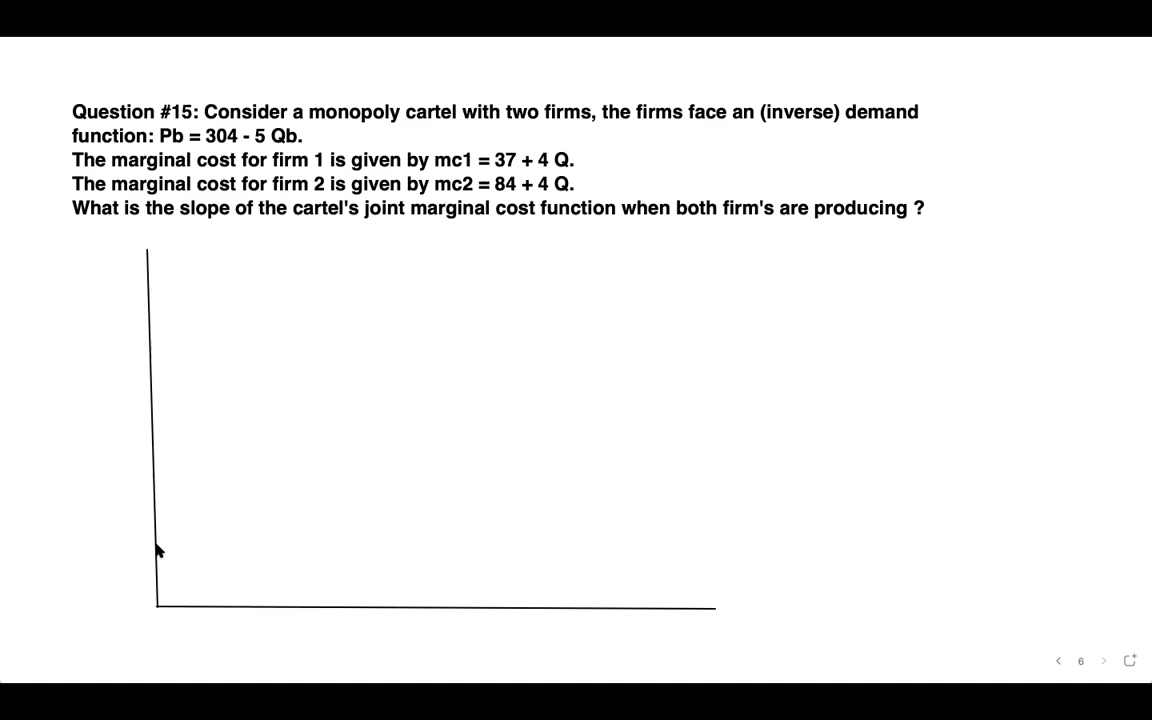 Question #15: Consider a monopoly cartel with two firms, the firms face an (inverse) demand
function: Pb = 304 - 5 Qb.
The marginal cost for firm 1 is given by mc1 = 37 + 4 Q.
The marginal cost for firm 2 is given by mc2 = 84 + 4 Q.
What is the slope of the cartel's joint marginal cost function when both firm's are producing ?
6